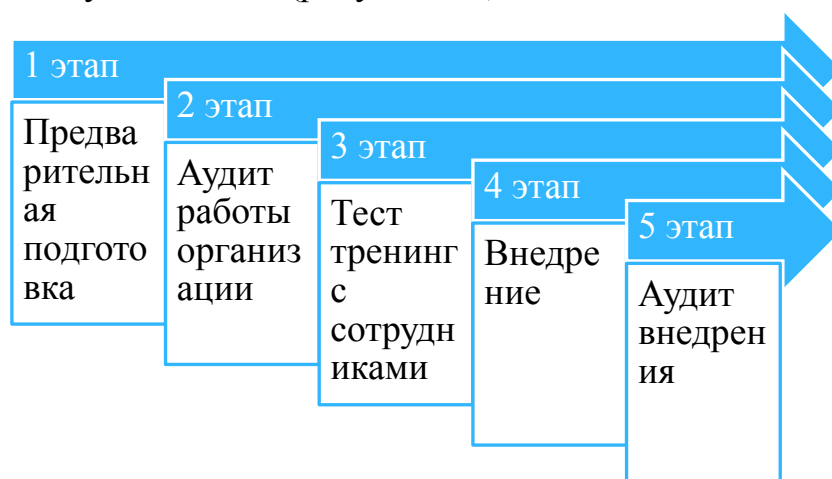 1 этап
Предва
рительн
ая
подгото
вка
2 этап
Аудит
работы
организ
ации
3 этап
Тест
тренинг
с
сотрудн
иками
4 этап
Внедре
ние
5 этап
Аудит
внедрен
ия